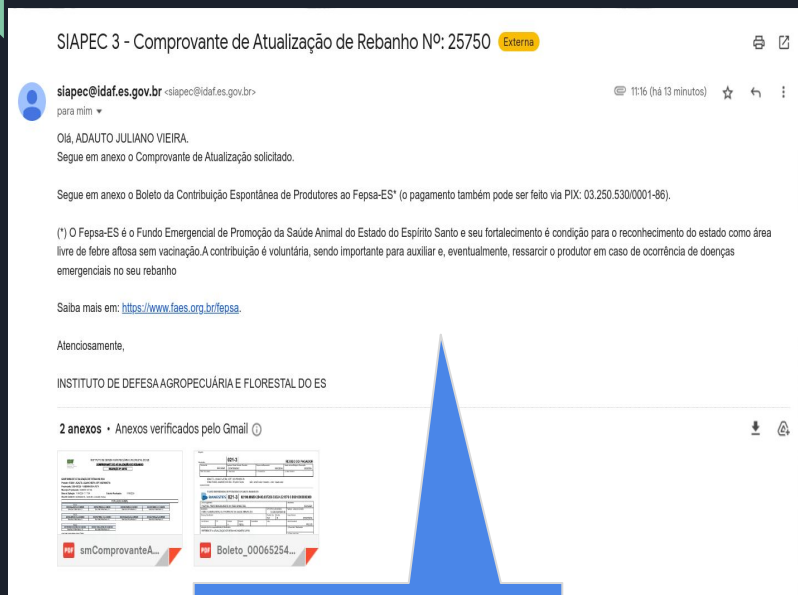 SIAPEC 3 - Comprovante de Atualização de Rebanho Nº: 25750 Externa
siapec@idaf.es.gov.br <siapec@idaf.es.gov.br> 11:16 (há 13 minutos)
para mim
Olá, ADAUTO JULIANO VIEIRA.
Segue em anexo o Comprovante de Atualização solicitado.
Segue em anexo o Boleto da Contribuição Espontânea de Produtores ao Fepsa-ES* (o pagamento também pode ser feito via PIX: 03.250.530/0001-86).
(*) O Fepsa-ES é o Fundo Emergencial de Promoção da Saúde Animal do Estado do Espírito Santo e seu fortalecimento é condição para o reconhecimento do estado como área
livre de febre aftosa sem vacinação.A contribuição é voluntária, sendo importante para auxiliar e, eventualmente, ressarcir o produtor em caso de ocorrência de doenças
emergenciais no seu rebanho
Saiba mais em: https://www.faes.org.br/fepsa.
Atenciosamente,
INSTITUTO DE DEFESA AGROPECUÁRIA E FLORESTAL DO ES
2 anexos • Anexos verificados pelo Gmail
PDF smComprovanteA...
PDF Boleto_00065254...